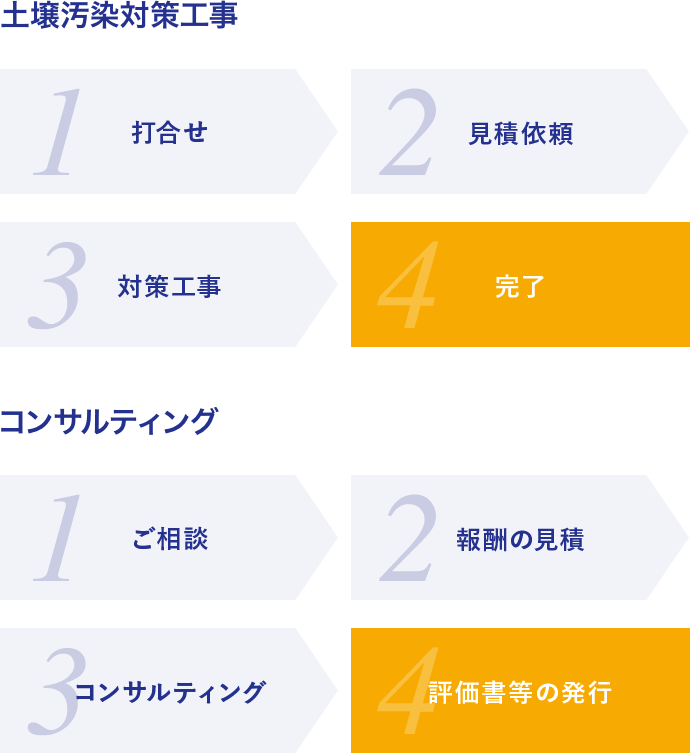 土壌汚染対策工事
1 打合せ
2 見積依頼
3 対策工事
4 完了
コンサルティング
1 ご相談
2 報酬の見積
3 コンサルティング
4 評価書等の発行